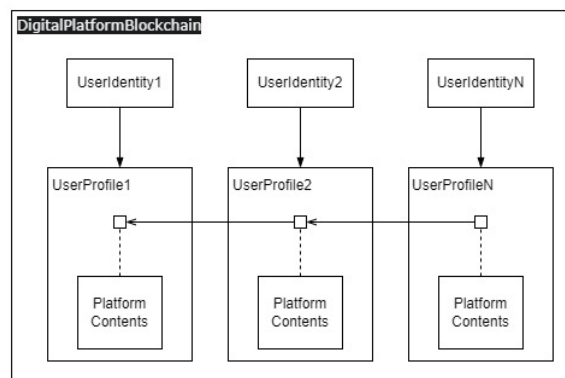 DigitalPlatformBlockchain
UserIdentity1
UserIdentity2
UserIdentityN
UserProfile1
UserProfile2
UserProfileN
Platform
Contents
Platform
Contents
Platform
Contents